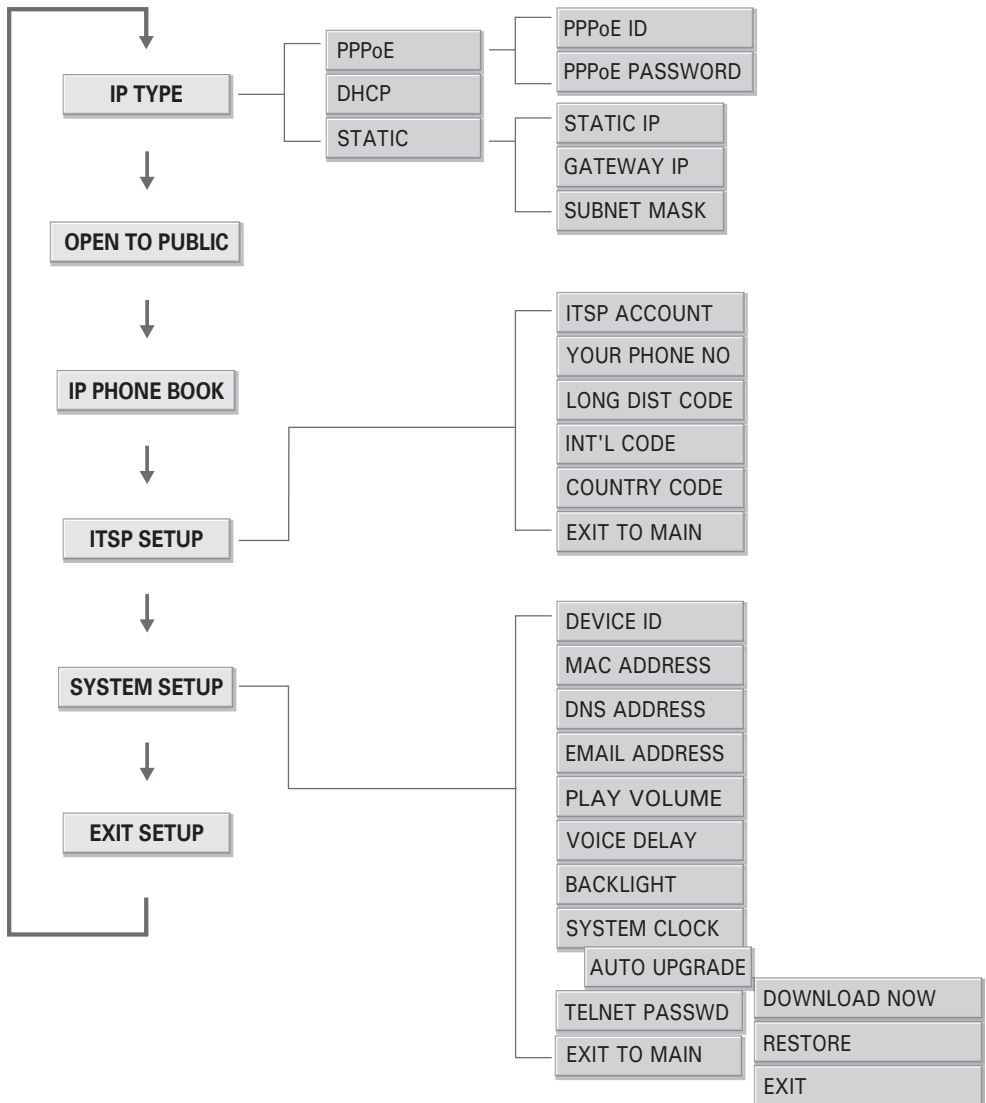 IP TYPE
PPPoE
DHCP
STATIC
PPPoE ID
PPPoE PASSWORD
STATIC IP
GATEWAY IP
SUBNET MASK
OPEN TO PUBLIC
IP PHONE BOOK
ITSP SETUP
ITSP ACCOUNT
YOUR PHONE NO
LONG DIST CODE
INT'L CODE
COUNTRY CODE
EXIT TO MAIN
SYSTEM SETUP
DEVICE ID
MAC ADDRESS
DNS ADDRESS
EMAIL ADDRESS
PLAY VOLUME
VOICE DELAY
BACKLIGHT
SYSTEM CLOCK
AUTO UPGRADE
DOWNLOAD NOW
RESTORE
EXIT
TELNET PASSWD
EXIT TO MAIN
EXIT SETUP